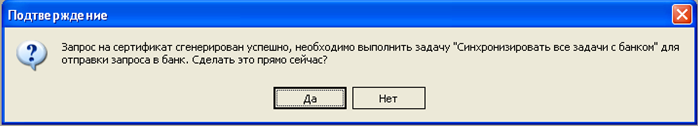 Подтверждение
Запрос на сертификат сгенерирован успешно, необходимо выполнить задачу "Синхронизировать все задачи с банком" для
отправки запроса в банк. Сделать это прямо сейчас?
Да
Нет